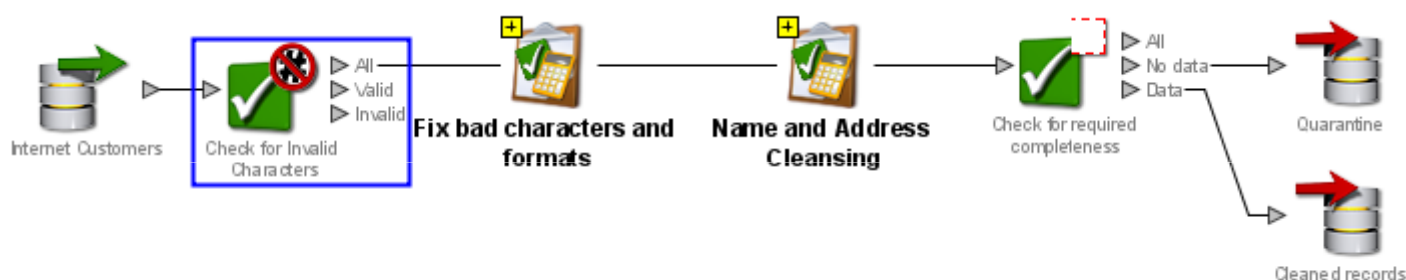 Internet Customers
Check for Invalid
Characters
All
Valid
Invalid
Fix bad characters and
formats
Name and Address
Cleansing
Check for required
completeness
All
No data
Data
Quarantine
Cleaned records